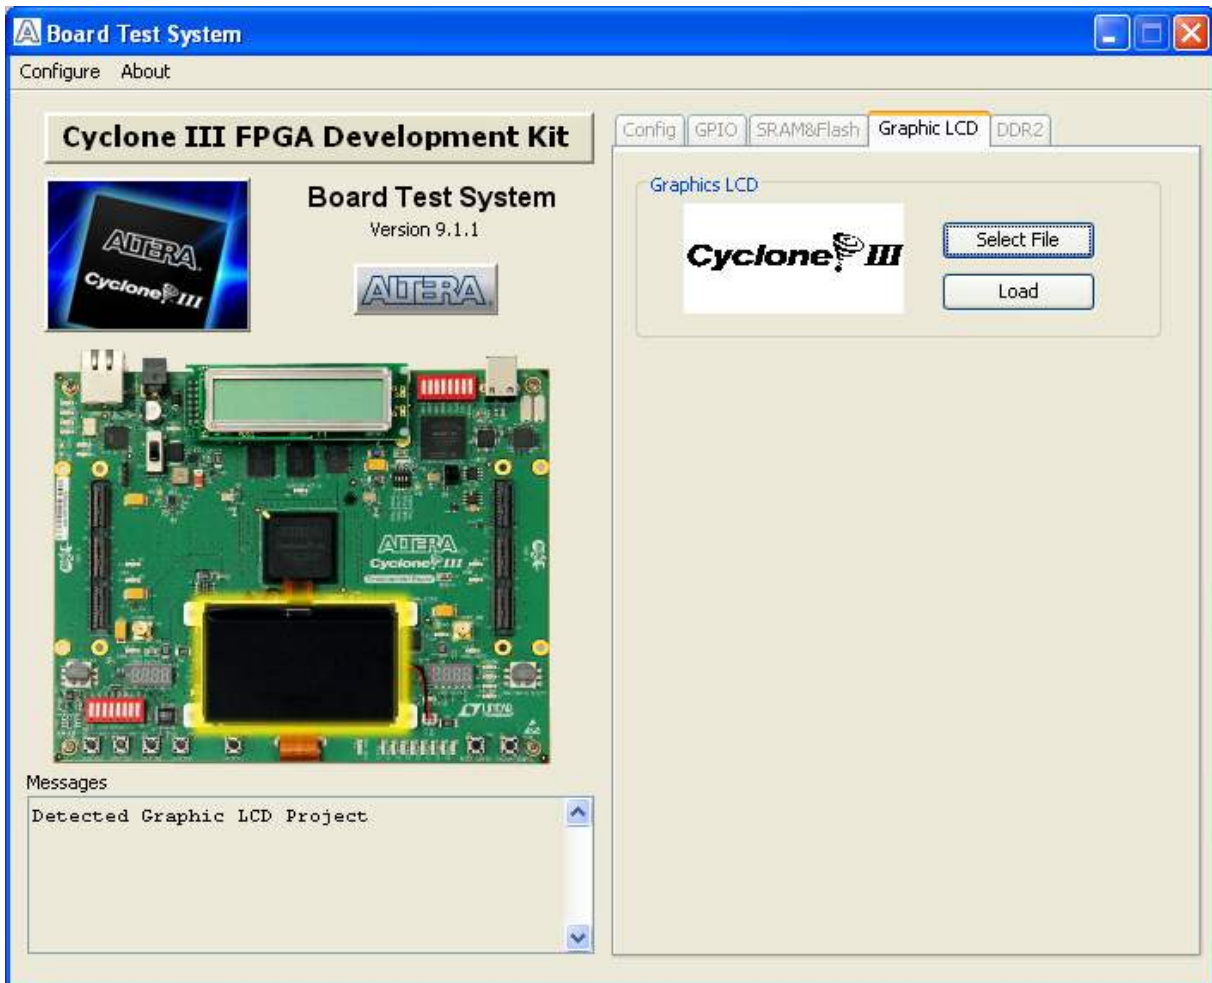 Board Test System
Configure About
Cyclone III FPGA Development Kit
Board Test System
Version 9.1.1
ALTERA
ALTERA
Cyclone III
ALTERA
Cyclone III
LINEAR
Messages
Detected Graphic LCD Project
Config GPIO SRAM&Flash Graphic LCD DDR2
Graphics LCD
Cyclone III
Select File
Load